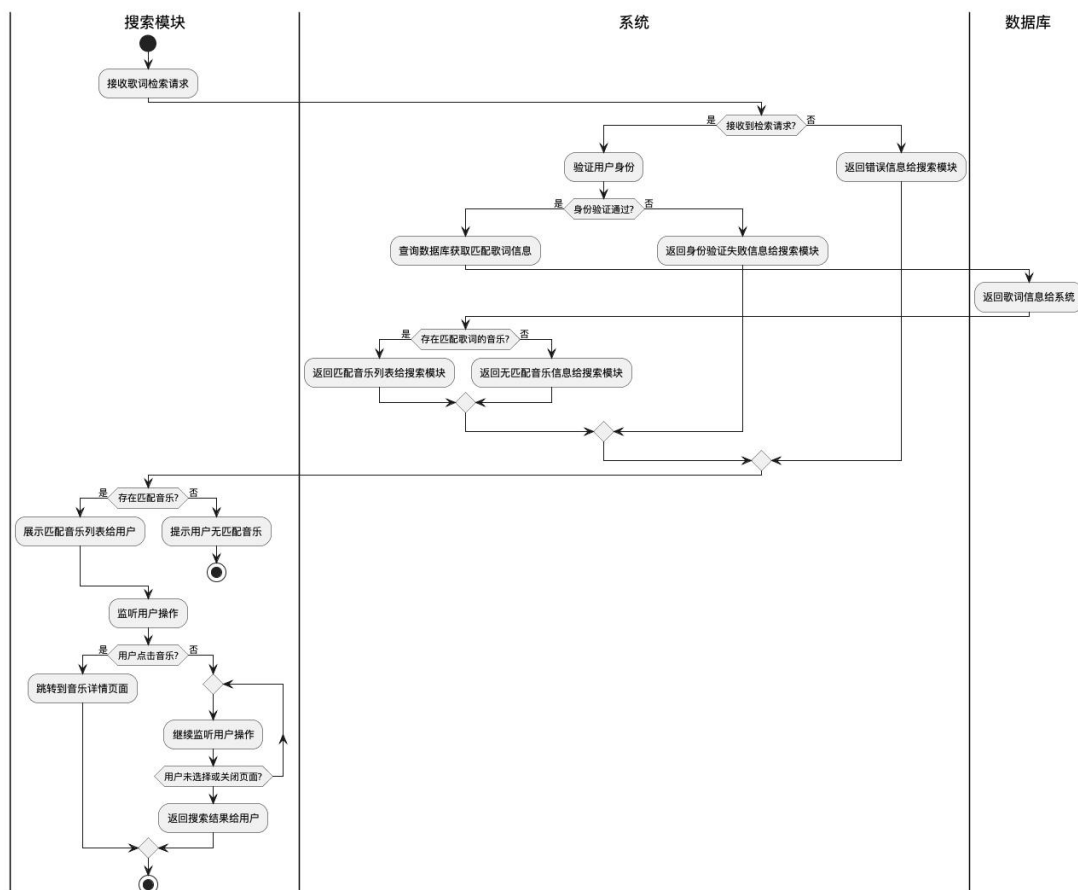 搜索模块
系统
数据库
接收歌词检索请求
是
接收到检索请求?
否
验证用户身份
返回错误信息给搜索模块
是
身份验证通过?
否
查询数据库获取匹配歌词信息
返回身份验证失败信息给搜索模块
返回歌词信息给系统
是
存在匹配歌词的音乐?
否
返回匹配音乐列表给搜索模块
返回无匹配音乐信息给搜索模块
是
存在匹配音乐?
否
展示匹配音乐列表给用户
提示用户无匹配音乐
监听用户操作
是
用户点击音乐?
否
跳转到音乐详情页面
继续监听用户操作
用户未选择或关闭页面?
返回搜索结果给用户